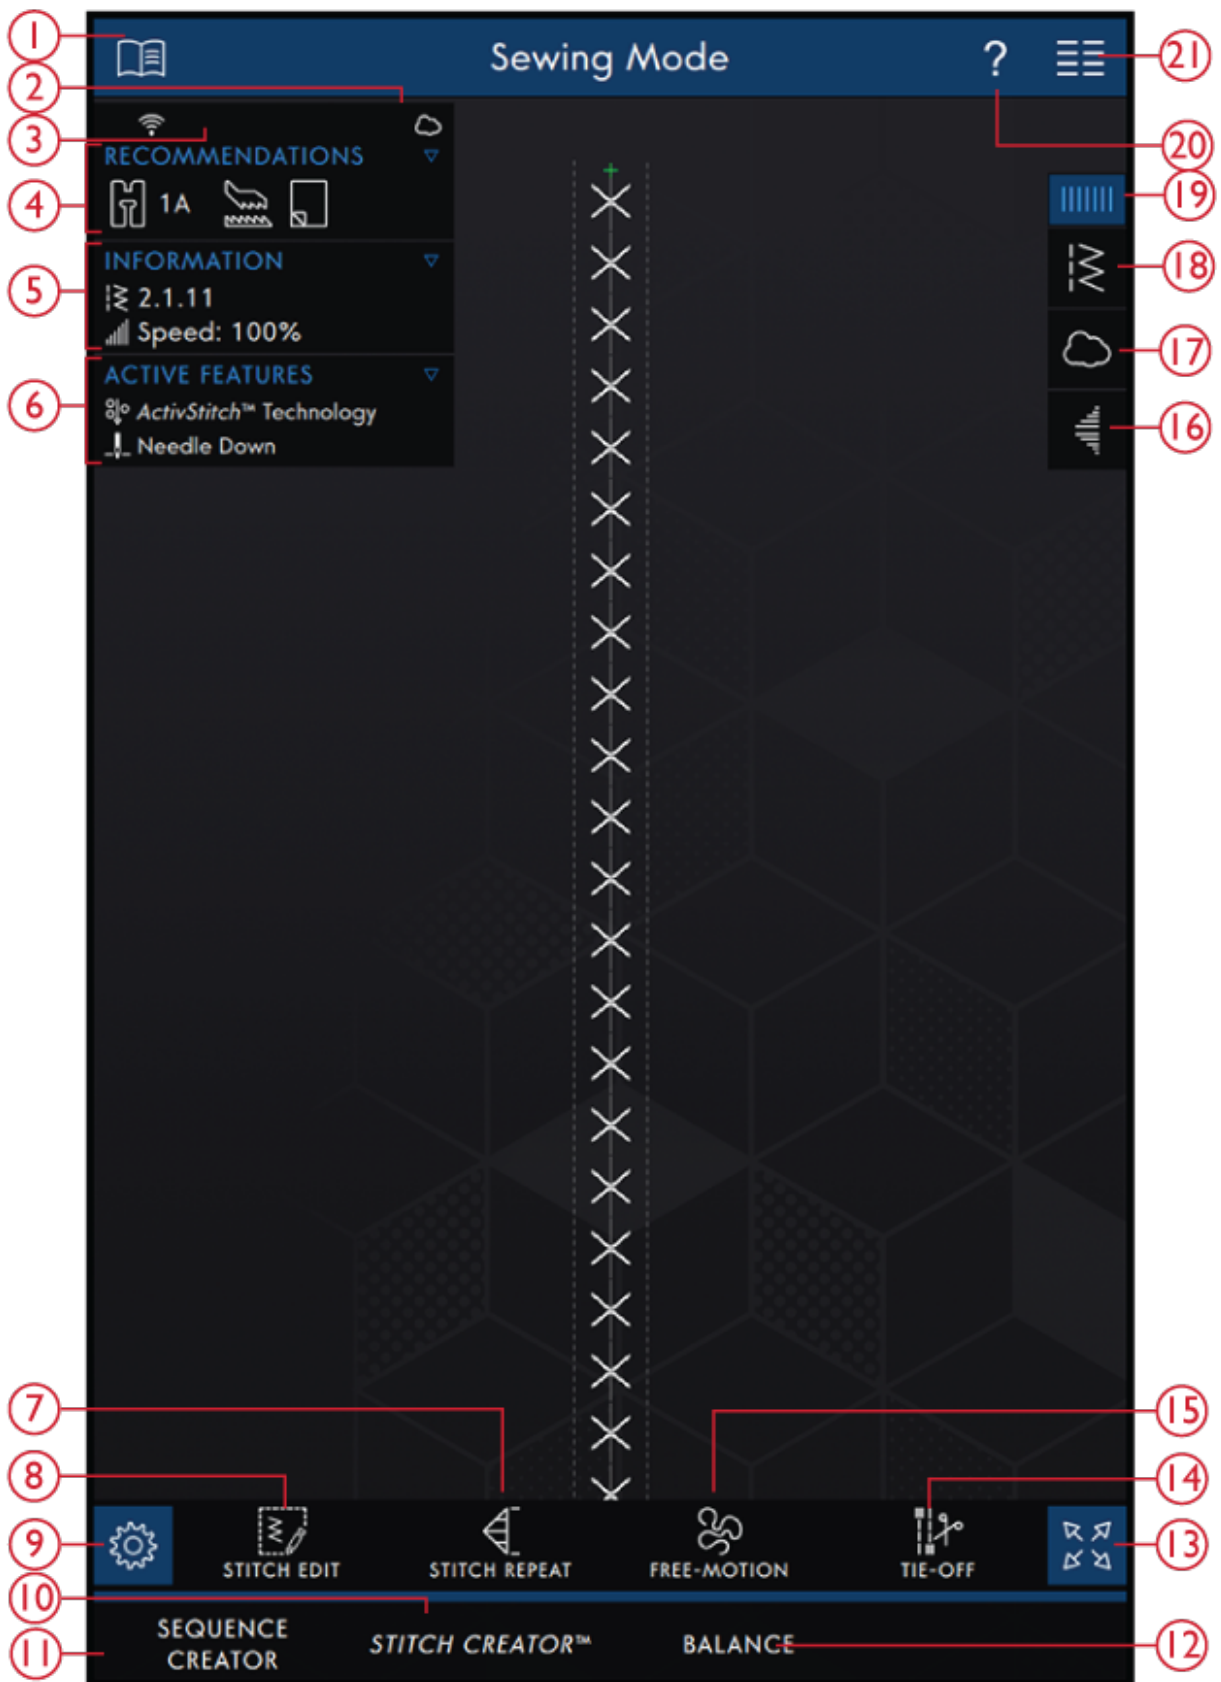 1
Sewing Mode
?
21
2
3
20
RECOMMENDATIONS
4
1A
19
5
INFORMATION
2.1.11
Speed: 100%
18
17
6
ACTIVE FEATURES
ActivStitch™ Technology
Needle Down
16
7
15
8
14
9
STITCH EDIT
STITCH REPEAT
FREE-MOTION
TIE-OFF
13
10
11
SEQUENCE
CREATOR
STITCH CREATOR™
BALANCE
12